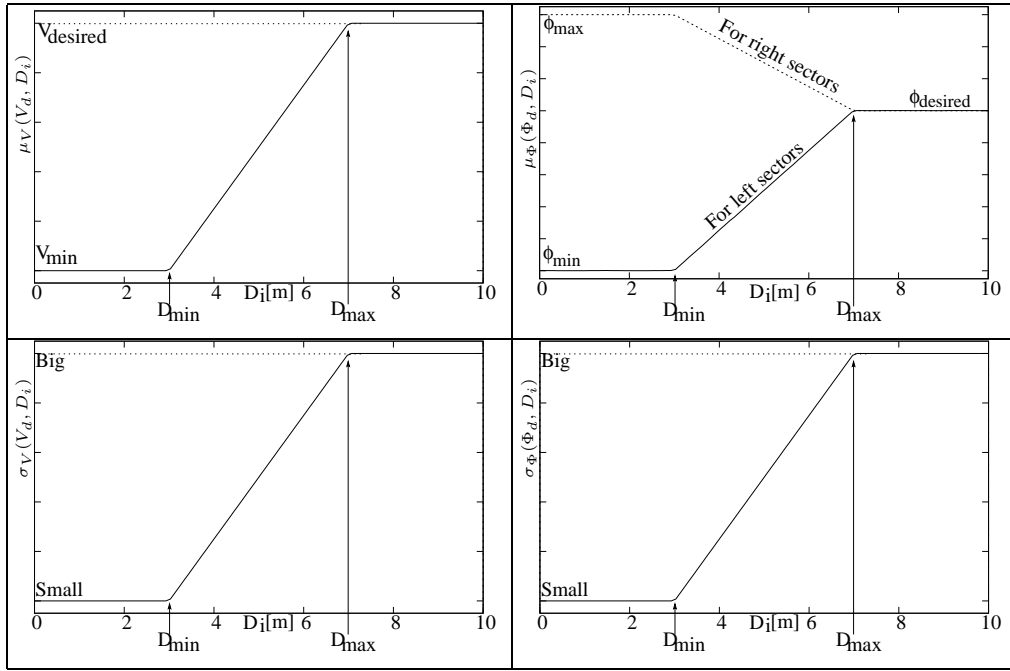 V_desired
μ_V(V_d, D_i)
V_min
0 2 4 D_i[m] 6 8 10
D_min D_max
ϕ_max
For right sectors
μ_Φ(Φ_d, D_i)
ϕ_desired
For left sectors
ϕ_min
0 2 4 D_i[m] 6 8 10
D_min D_max
Big
σ_V(V_d, D_i)
Small
0 2 4 D_i[m] 6 8 10
D_min D_max
Big
σ_Φ(Φ_d, D_i)
Small
0 2 4 D_i[m] 6 8 10
D_min D_max